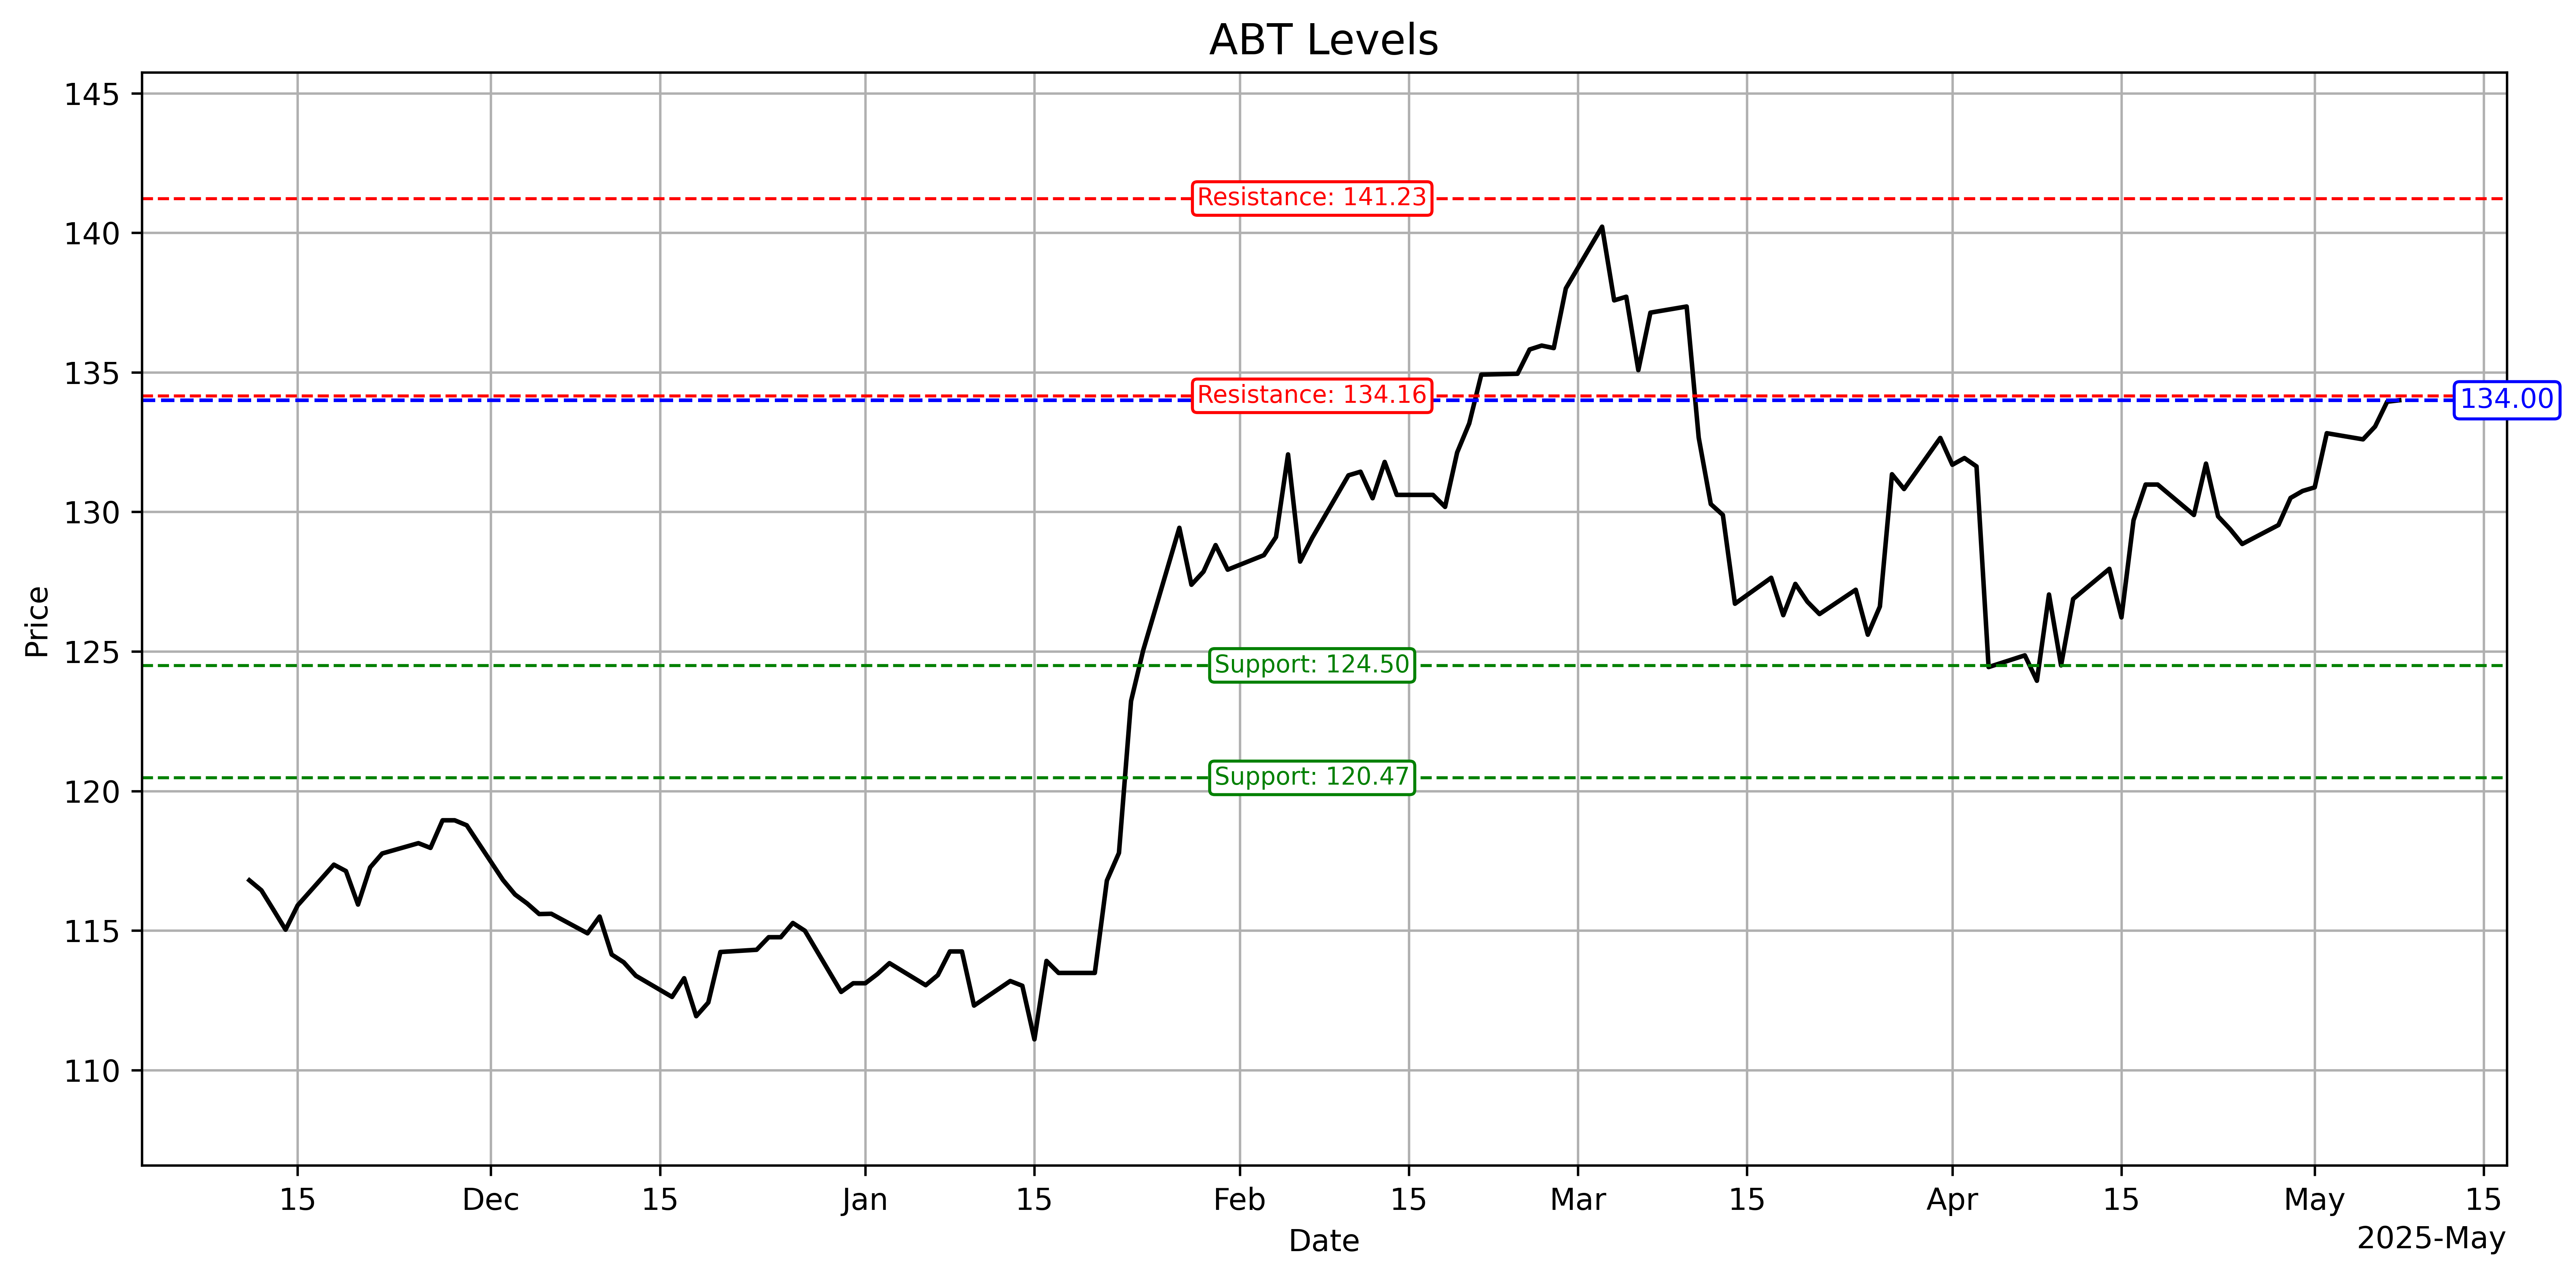 ABT Levels
145
140
135
130
125
120
115
110
Price
Resistance: 141.23
Resistance: 134.16
134.00
Support: 124.50
Support: 120.47
15 Dec 15 Jan 15 Feb 15 Mar 15 Apr 15 May 15
Date
2025-May